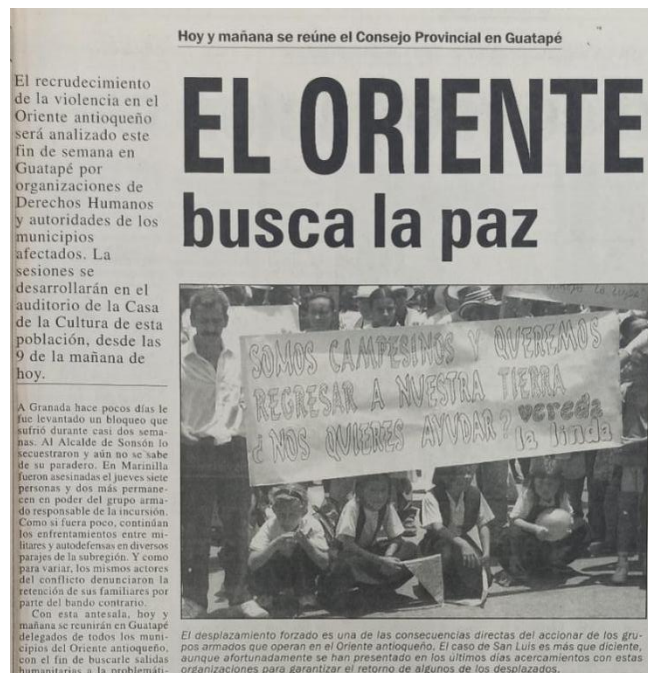 Hoy y mañana se reúne el Consejo Provincial en Guatapé
El recrudecimiento
de la violencia en el
Oriente antioqueño
será analizado este
fin de semana en
Guatapé por
organizaciones de
Derechos Humanos
y autoridades de los
municipios
afectados. La
sesiones se
desarrollarán en el
auditorio de la Casa
de la Cultura de esta
población, desde las
9 de la mañana de
hoy.
EL ORIENTE
busca la paz
A Granada hace pocos días le
fue levantado un bloqueo que
sufrió durante casi dos sema-
nas. Al Alcalde de Sonsón lo
secuestraron y aún no se sabe
de su paradero. En Marinilla
fueron asesinadas el jueves siete
personas y dos más permane-
cen en poder del grupo arma-
do responsable de la incursión.
Como si fuera poco, continúan
los enfrentamientos entre mi-
litares y autodefensas en diversos
parajes de la subregión. Y como
para variar, los mismos actores
del conflicto denunciaron la
retención de sus familiares por
parte del bando contrario.
Con esta antesala, hoy y
mañana se reunirán en Guatapé
delegados de todos los muni-
cipios del Oriente antioqueño,
con el fin de buscarle salidas
humanitarias a la problemáti-
SOMOS CAMPESINOS Y QUEREMOS
REGRESAR A NUESTRA TIERRA
¿NOS QUIERES AYUDAR? vereda
la linda
El desplazamiento forzado es una de las consecuencias directas del accionar de los gru-
pos armados que operan en el Oriente antioqueño. El caso de San Luis es más que diciente,
aunque afortunadamente se han presentado en los últimos días acercamientos con estas
organizaciones para garantizar el retorno de algunos de los desplazados.